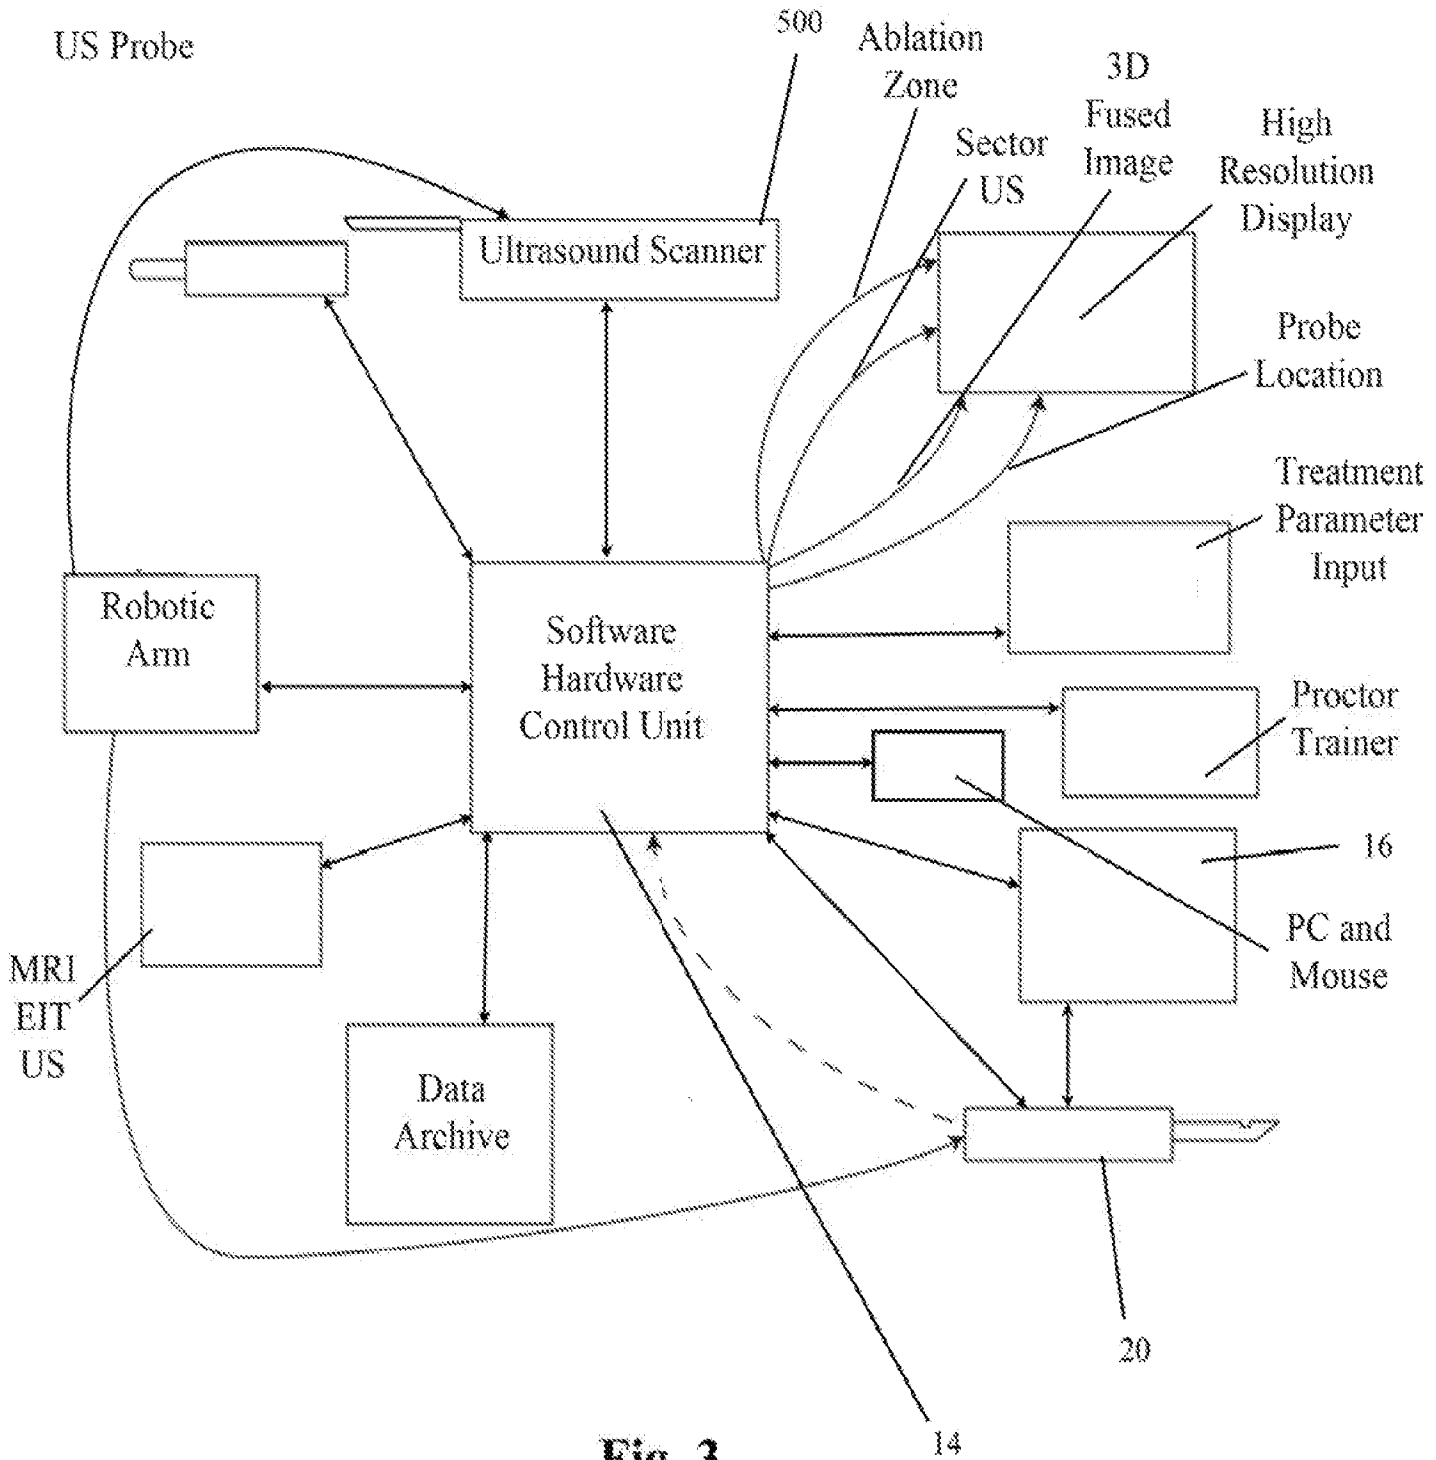 US Probe
500
Ablation
Zone
Sector
US
3D
Fused
Image
High
Resolution
Display
Ultrasound Scanner
Probe
Location
Treatment
Parameter
Input
Robotic
Arm
Software
Hardware
Control Unit
Proctor
Trainer
16
PC and
Mouse
MRI
EIT
US
Data
Archive
20
14
Fig. 3